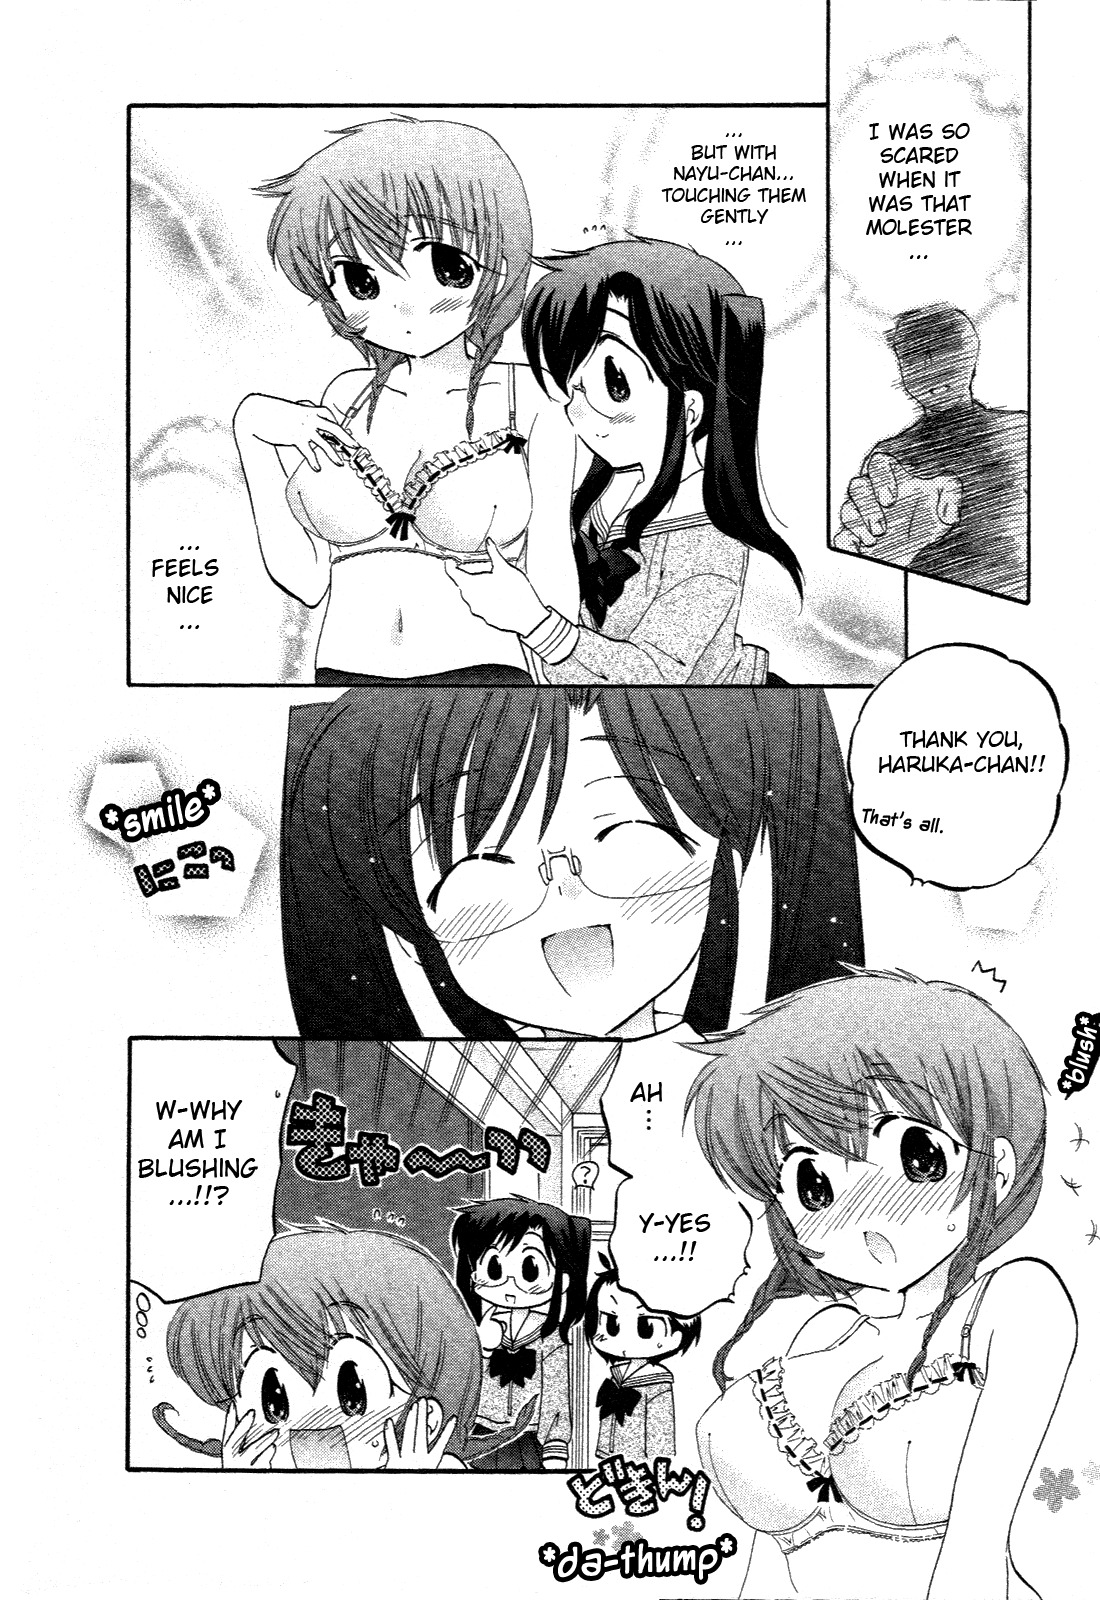 I WAS SO
SCARED
WHEN IT
WAS THAT
MOLESTER
...
...
BUT WITH
NAYU-CHAN...
TOUCHING THEM
GENTLY
...
...
FEELS
NICE
...
THANK YOU,
HARUKA-CHAN!!
That's all.
*smile*
にこっ
*blush*
AH
...
Y-YES
...!!
?
きゃ～っっ
W-WHY
AM I
BLUSHING
...!!?
どきん!
*da-thump*